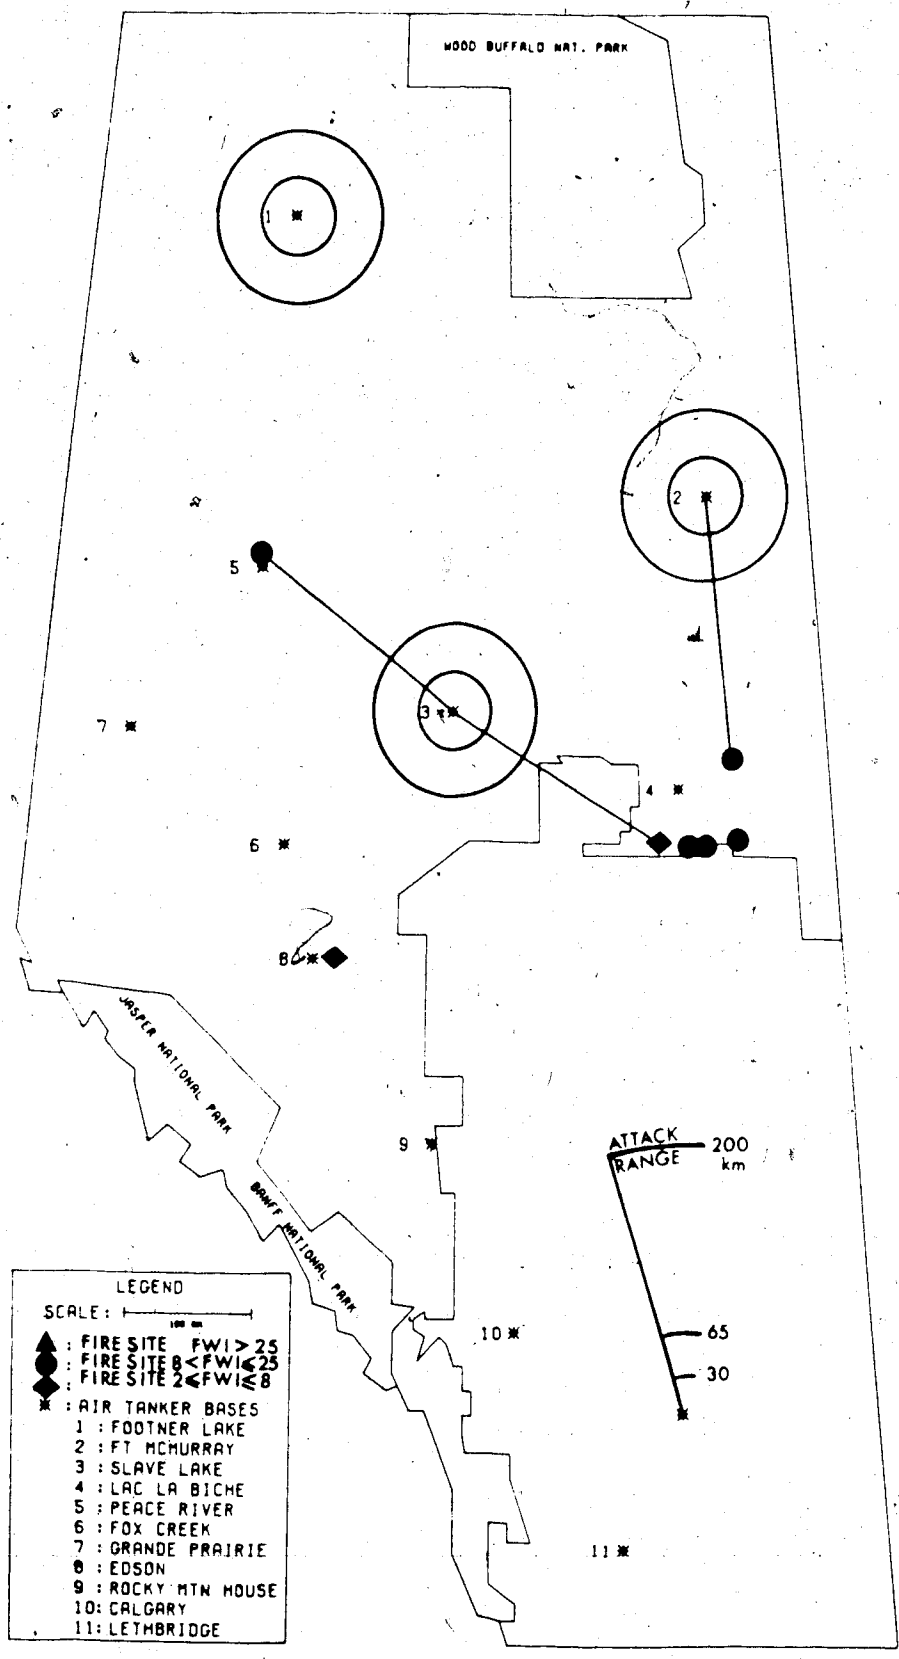 WOOD BUFFALO NAT. PARK
1
2
5
3
7
4
6
8
JASPER NATIONAL PARK
9
ATTACK
RANGE
200
km
BANFF NATIONAL PARK
65
10
30
11
LEGEND
SCALE:
100 KM
: FIRE SITE FWI > 25
: FIRE SITE 8 < FWI ≤ 25
: FIRE SITE 2 ≤ FWI ≤ 8
: AIR TANKER BASES
1 : FOOTNER LAKE
2 : FT MCMURRAY
3 : SLAVE LAKE
4 : LAC LA BICHE
5 : PEACE RIVER
6 : FOX CREEK
7 : GRANDE PRAIRIE
8 : EDSON
9 : ROCKY MTN HOUSE
10: CALGARY
11: LETHBRIDGE